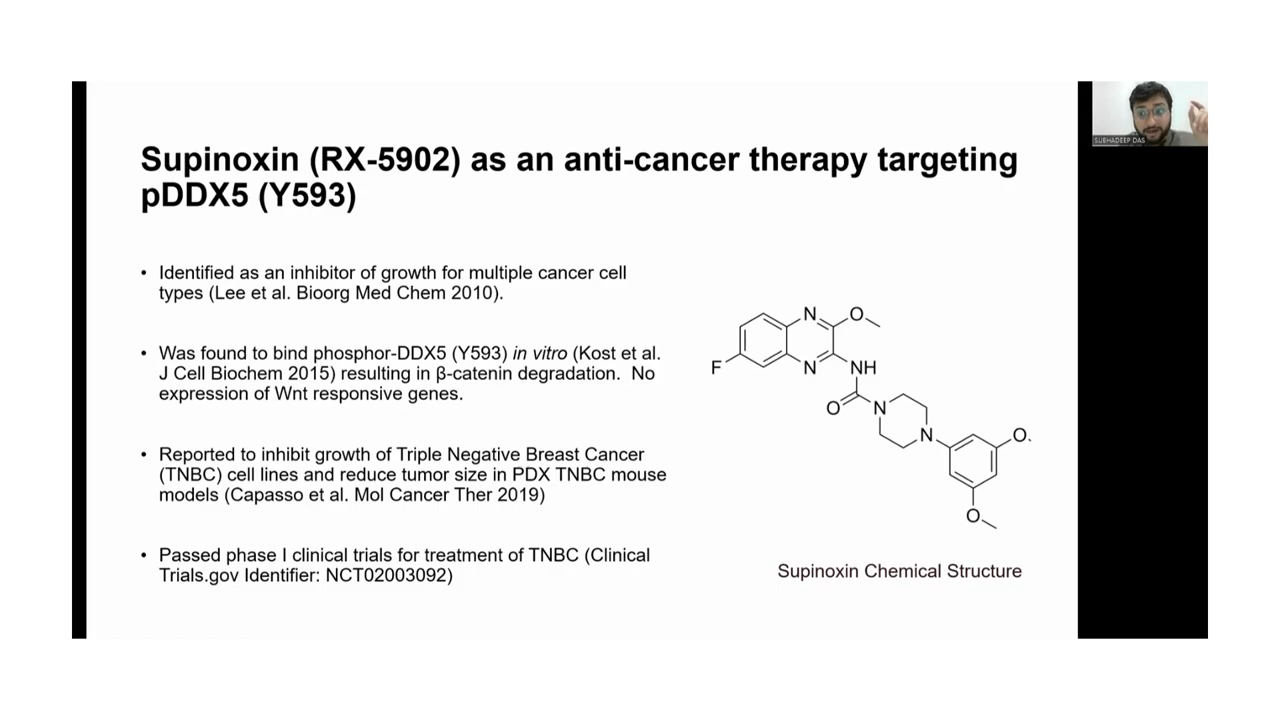 Supinoxin (RX-5902) as an anti-cancer therapy targeting
pDDX5 (Y593)
• Identified as an inhibitor of growth for multiple cancer cell
types (Lee et al. Bioorg Med Chem 2010).
• Was found to bind phosphor-DDX5 (Y593) in vitro (Kost et al.
J Cell Biochem 2015) resulting in β-catenin degradation.  No
expression of Wnt responsive genes.
• Reported to inhibit growth of Triple Negative Breast Cancer
(TNBC) cell lines and reduce tumor size in PDX TNBC mouse
models (Capasso et al. Mol Cancer Ther 2019)
• Passed phase I clinical trials for treatment of TNBC (Clinical
Trials.gov Identifier: NCT02003092)
N
O
F
N
NH
O
N
N
O
O
Supinoxin Chemical Structure
SUBHADEEP DAS